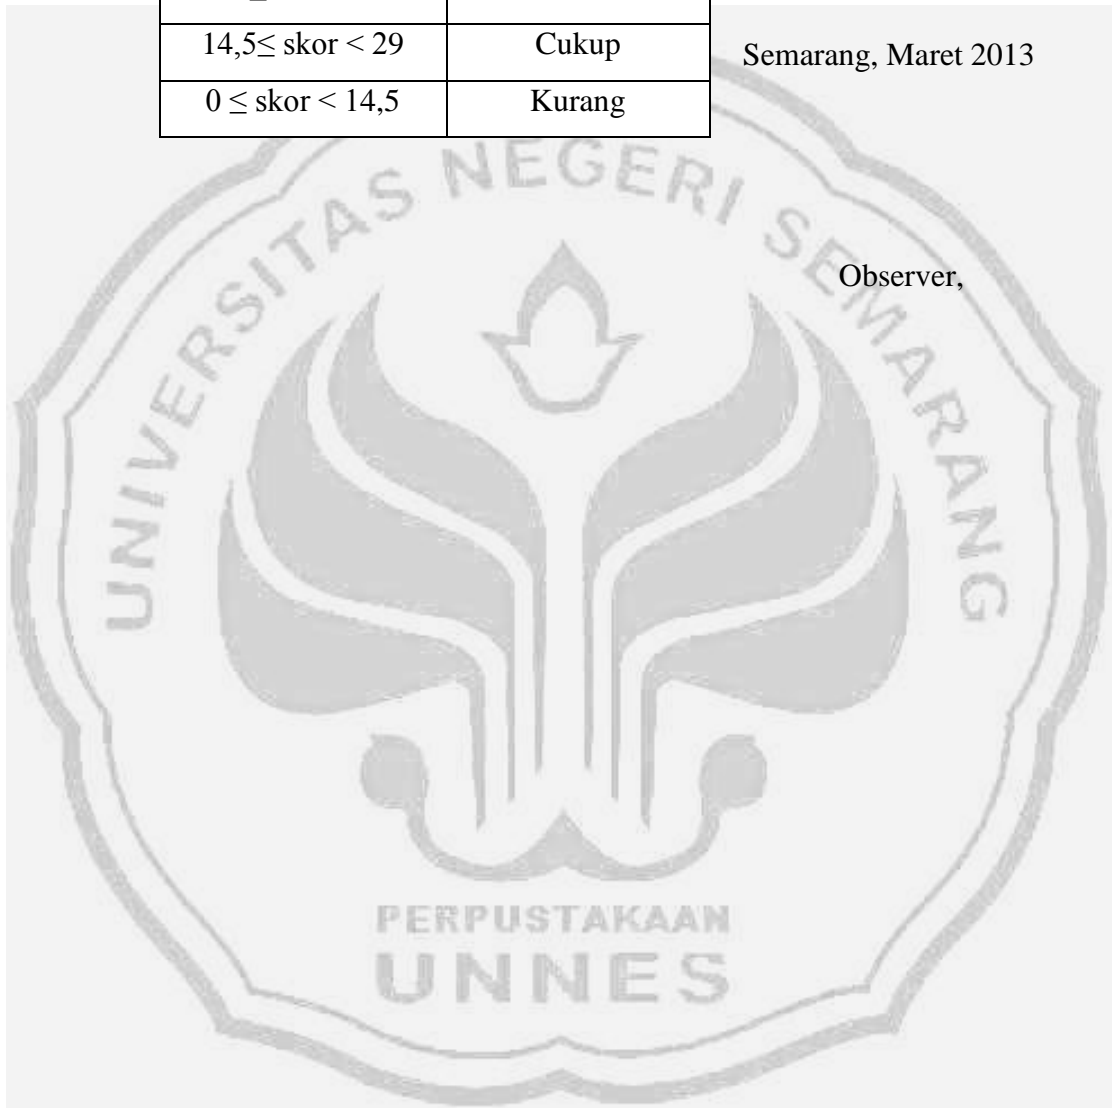 14,5≤ skor < 29 Cukup
Semarang, Maret 2013
0 ≤ skor < 14,5 Kurang
Observer,
UNIVERSITAS NEGERI SEMARANG
PERPUSTAKAAN
UNNES